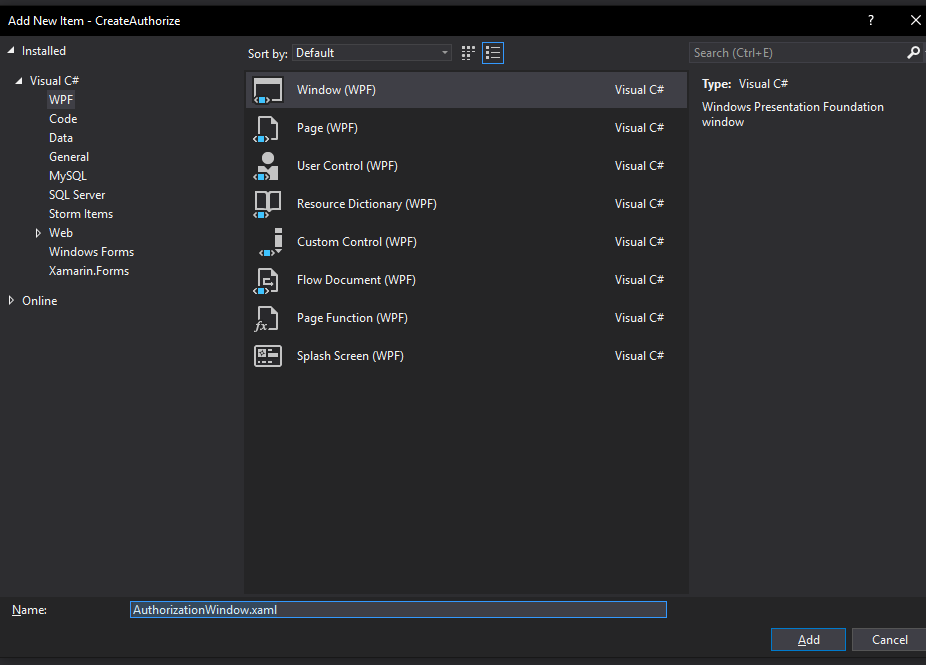 Add New Item - CreateAuthorize
?
Installed
Visual C#
WPF
Code
Data
General
MySQL
SQL Server
Storm Items
Web
Windows Forms
Xamarin.Forms
Online
Sort by: Default
Window (WPF) Visual C#
Page (WPF) Visual C#
User Control (WPF) Visual C#
Resource Dictionary (WPF) Visual C#
Custom Control (WPF) Visual C#
Flow Document (WPF) Visual C#
Page Function (WPF) Visual C#
Splash Screen (WPF) Visual C#
Search (Ctrl+E)
Type: Visual C#
Windows Presentation Foundation
window
Name: AuthorizationWindow.xaml
Add Cancel